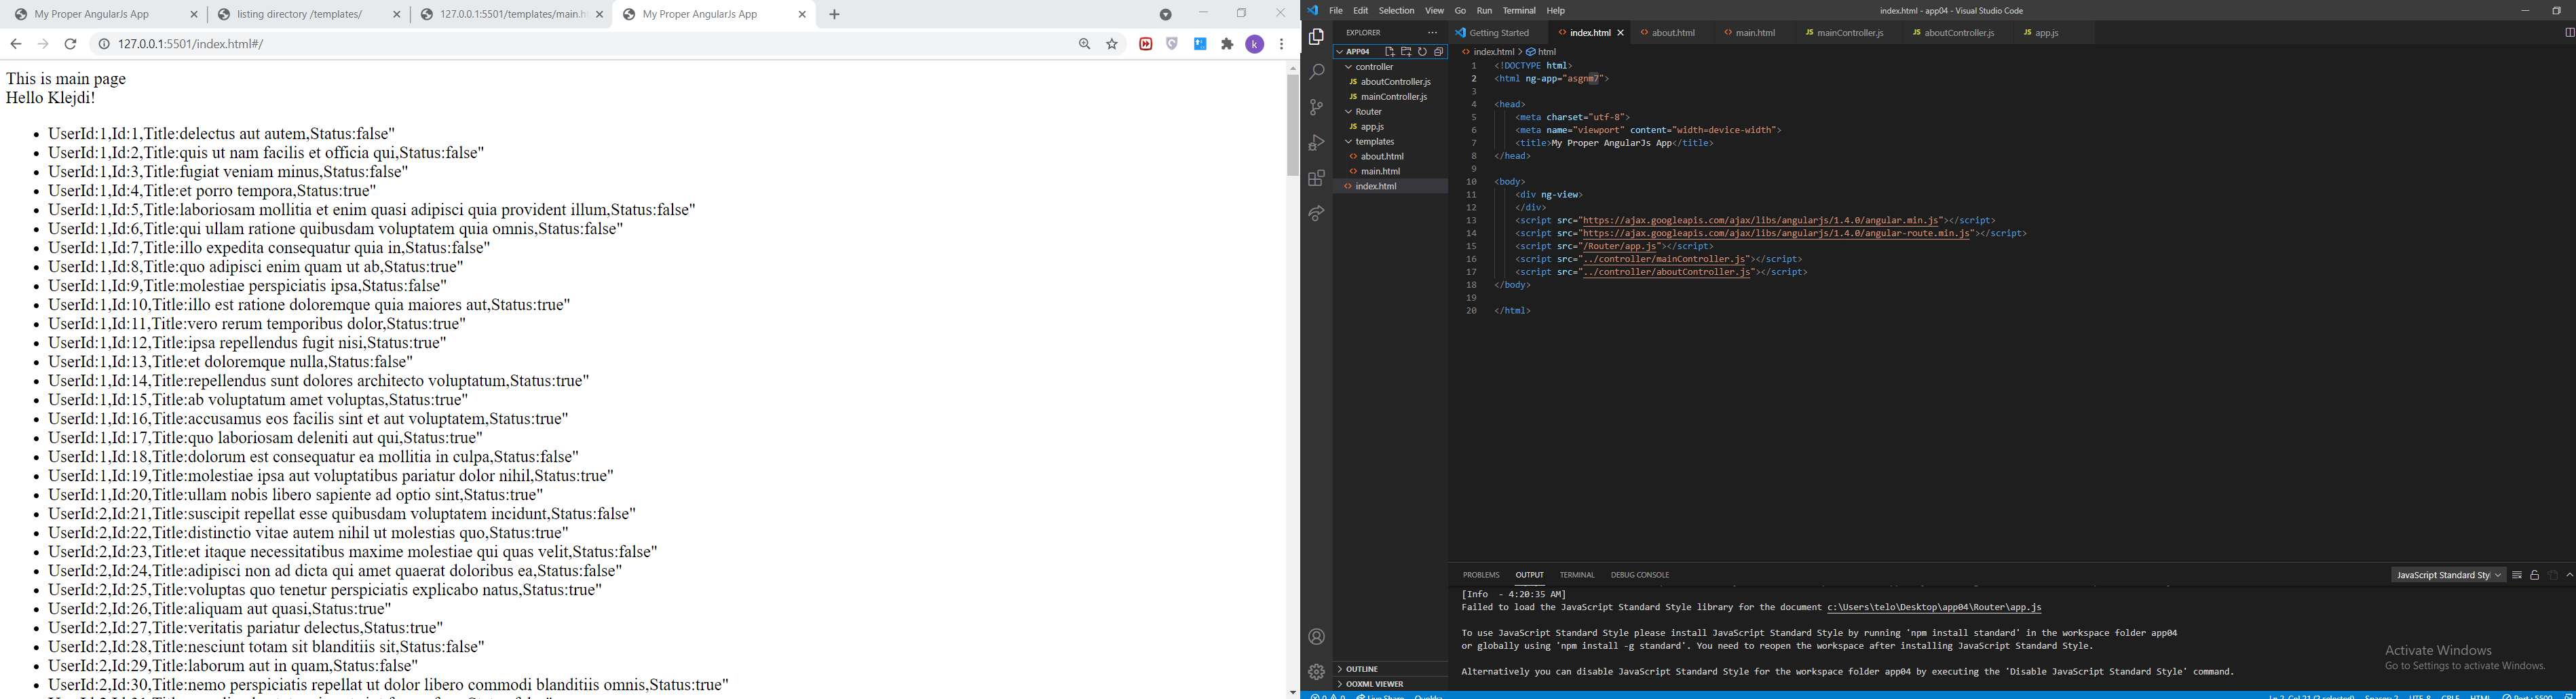 My Proper AngularJs App
listing directory /templates/
127.0.0.1:5501/templates/main.h
My Proper AngularJs App
127.0.0.1:5501/index.html#/
k
This is main page
Hello Klejdi!
UserId:1,Id:1,Title:delectus aut autem,Status:false"
UserId:1,Id:2,Title:quis ut nam facilis et officia qui,Status:false"
UserId:1,Id:3,Title:fugiat veniam minus,Status:false"
UserId:1,Id:4,Title:et porro tempora,Status:true"
UserId:1,Id:5,Title:laboriosam mollitia et enim quasi adipisci quia provident illum,Status:false"
UserId:1,Id:6,Title:qui ullam ratione quibusdam voluptatem quia omnis,Status:false"
UserId:1,Id:7,Title:illo expedita consequatur quia in,Status:false"
UserId:1,Id:8,Title:quo adipisci enim quam ut ab,Status:true"
UserId:1,Id:9,Title:molestiae perspiciatis ipsa,Status:false"
UserId:1,Id:10,Title:illo est ratione doloremque quia maiores aut,Status:true"
UserId:1,Id:11,Title:vero rerum temporibus dolor,Status:true"
UserId:1,Id:12,Title:ipsa repellendus fugit nisi,Status:true"
UserId:1,Id:13,Title:et doloremque nulla,Status:false"
UserId:1,Id:14,Title:repellendus sunt dolores architecto voluptatum,Status:true"
UserId:1,Id:15,Title:ab voluptatum amet voluptas,Status:true"
UserId:1,Id:16,Title:accusamus eos facilis sint et aut voluptatem,Status:true"
UserId:1,Id:17,Title:quo laboriosam deleniti aut qui,Status:true"
UserId:1,Id:18,Title:dolorum est consequatur ea mollitia in culpa,Status:false"
UserId:1,Id:19,Title:molestiae ipsa aut voluptatibus pariatur dolor nihil,Status:true"
UserId:1,Id:20,Title:ullam nobis libero sapiente ad optio sint,Status:true"
UserId:2,Id:21,Title:suscipit repellat esse quibusdam voluptatem incidunt,Status:false"
UserId:2,Id:22,Title:distinctio vitae autem nihil ut molestias quo,Status:true"
UserId:2,Id:23,Title:et itaque necessitatibus maxime molestiae qui quas velit,Status:false"
UserId:2,Id:24,Title:adipisci non ad dicta qui amet quaerat doloribus ea,Status:false"
UserId:2,Id:25,Title:voluptas quo tenetur perspiciatis explicabo natus,Status:true"
UserId:2,Id:26,Title:aliquam aut quasi,Status:true"
UserId:2,Id:27,Title:veritatis pariatur delectus,Status:true"
UserId:2,Id:28,Title:nesciunt totam sit blanditiis sit,Status:false"
UserId:2,Id:29,Title:laborum aut in quam,Status:false"
UserId:2,Id:30,Title:nemo perspiciatis repellat ut dolor libero commodi blanditiis omnis,Status:true"
File Edit Selection View Go Run Terminal Help
index.html - app04 - Visual Studio Code
EXPLORER
APP04
controller
JS aboutController.js
JS mainController.js
Router
JS app.js
templates
<> about.html
<> main.html
<> index.html
OUTLINE
OOXML VIEWER
Getting Started
<> index.html
<> about.html
<> main.html
JS mainController.js
JS aboutController.js
JS app.js
<> index.html > html
1 <!DOCTYPE html>
2 <html ng-app="asgnm7">
3
4 <head>
5 <meta charset="utf-8">
6 <meta name="viewport" content="width=device-width">
7 <title>My Proper AngularJs App</title>
8 </head>
9
10 <body>
11 <div ng-view>
12 </div>
13 <script src="https://ajax.googleapis.com/ajax/libs/angularjs/1.4.0/angular.min.js"></script>
14 <script src="https://ajax.googleapis.com/ajax/libs/angularjs/1.4.0/angular-route.min.js"></script>
15 <script src="/Router/app.js"></script>
16 <script src="../controller/mainController.js"></script>
17 <script src="../controller/aboutController.js"></script>
18 </body>
19
20 </html>
PROBLEMS OUTPUT TERMINAL DEBUG CONSOLE
JavaScript Standard Sty
[Info - 4:20:35 AM]
Failed to load the JavaScript Standard Style library for the document c:\Users\telo\Desktop\app04\Router\app.js
To use JavaScript Standard Style please install JavaScript Standard Style by running 'npm install standard' in the workspace folder app04
or globally using 'npm install -g standard'. You need to reopen the workspace after installing JavaScript Standard Style.
Alternatively you can disable JavaScript Standard Style for the workspace folder app04 by executing the 'Disable JavaScript Standard Style' command.
Activate Windows
Go to Settings to activate Windows.